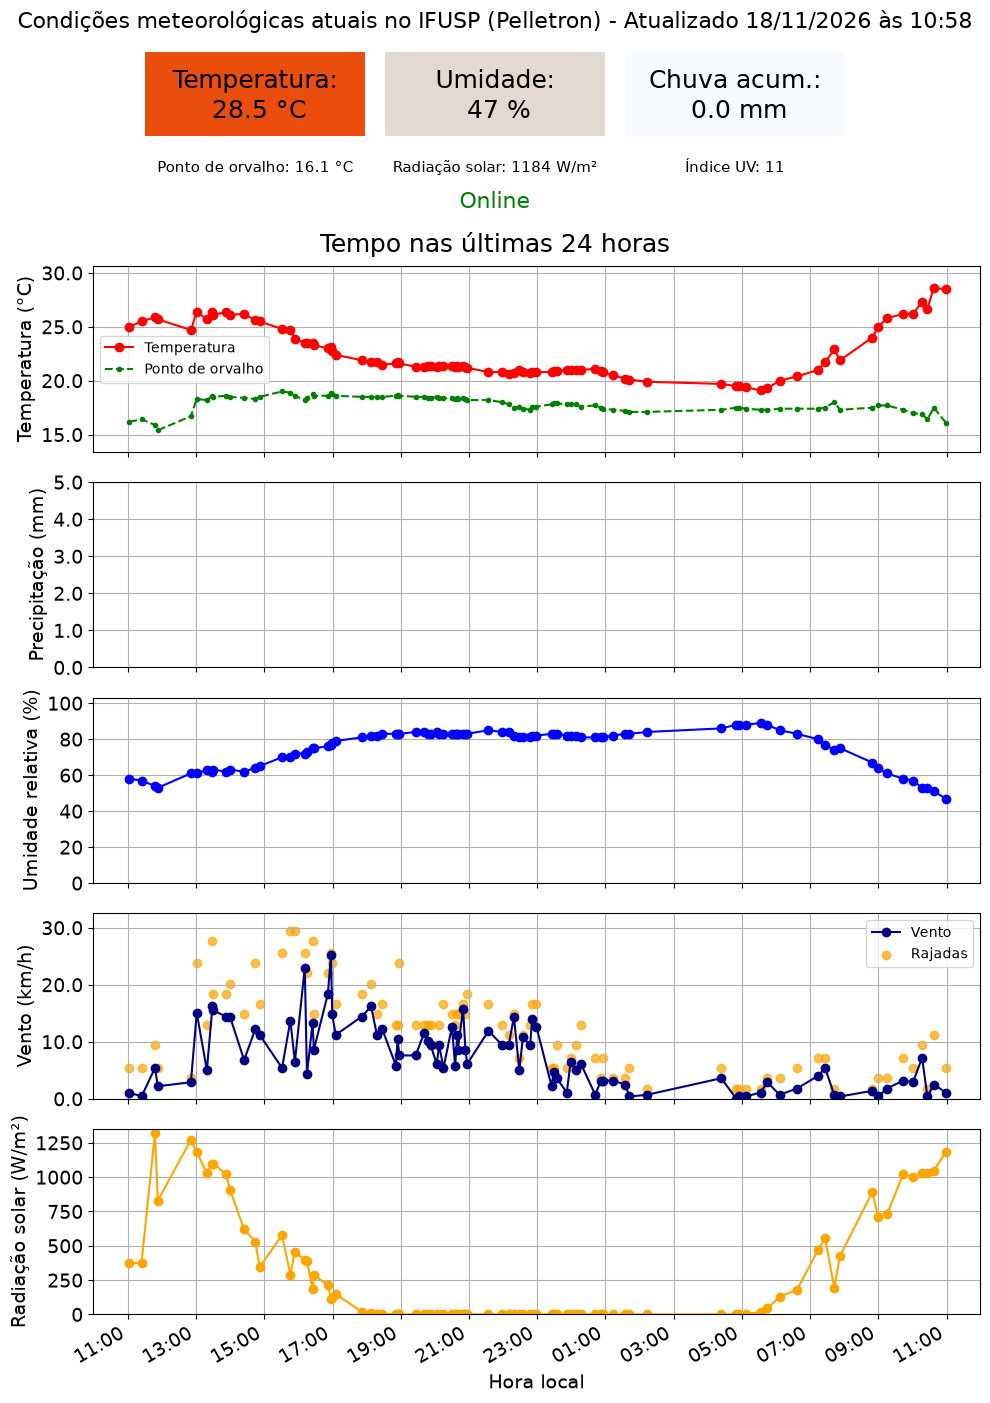 Condições meteorológicas atuais no IFUSP (Pelletron) - Atualizado 18/11/2026 às 10:58
Temperatura:
28.5 °C
Umidade:
47 %
Chuva acum.:
0.0 mm
Ponto de orvalho: 16.1 °C
Radiação solar: 1184 W/m²
Índice UV: 11
Online
Tempo nas últimas 24 horas
Temperatura (°C)
30.0
25.0
20.0
15.0
Temperatura
Ponto de orvalho
Precipitação (mm)
5.0
4.0
3.0
2.0
1.0
0.0
Umidade relativa (%)
100
80
60
40
20
0
Vento (km/h)
30.0
20.0
10.0
0.0
Vento
Rajadas
Radiação solar (W/m²)
1250
1000
750
500
250
0
11:00
13:00
15:00
17:00
19:00
21:00
23:00
01:00
03:00
05:00
07:00
09:00
11:00
Hora local